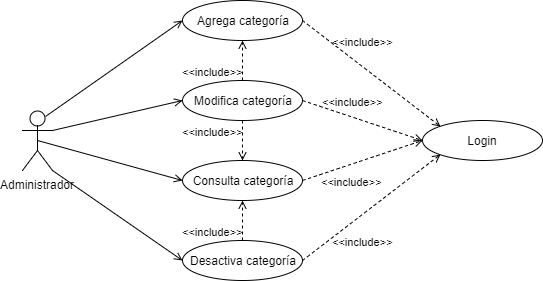 Agrega categoría
<<include>>
<<include>>
Modifica categoría
<<include>>
<<include>>
Login
Administrador
Consulta categoría
<<include>>
<<include>>
<<include>>
Desactiva categoría